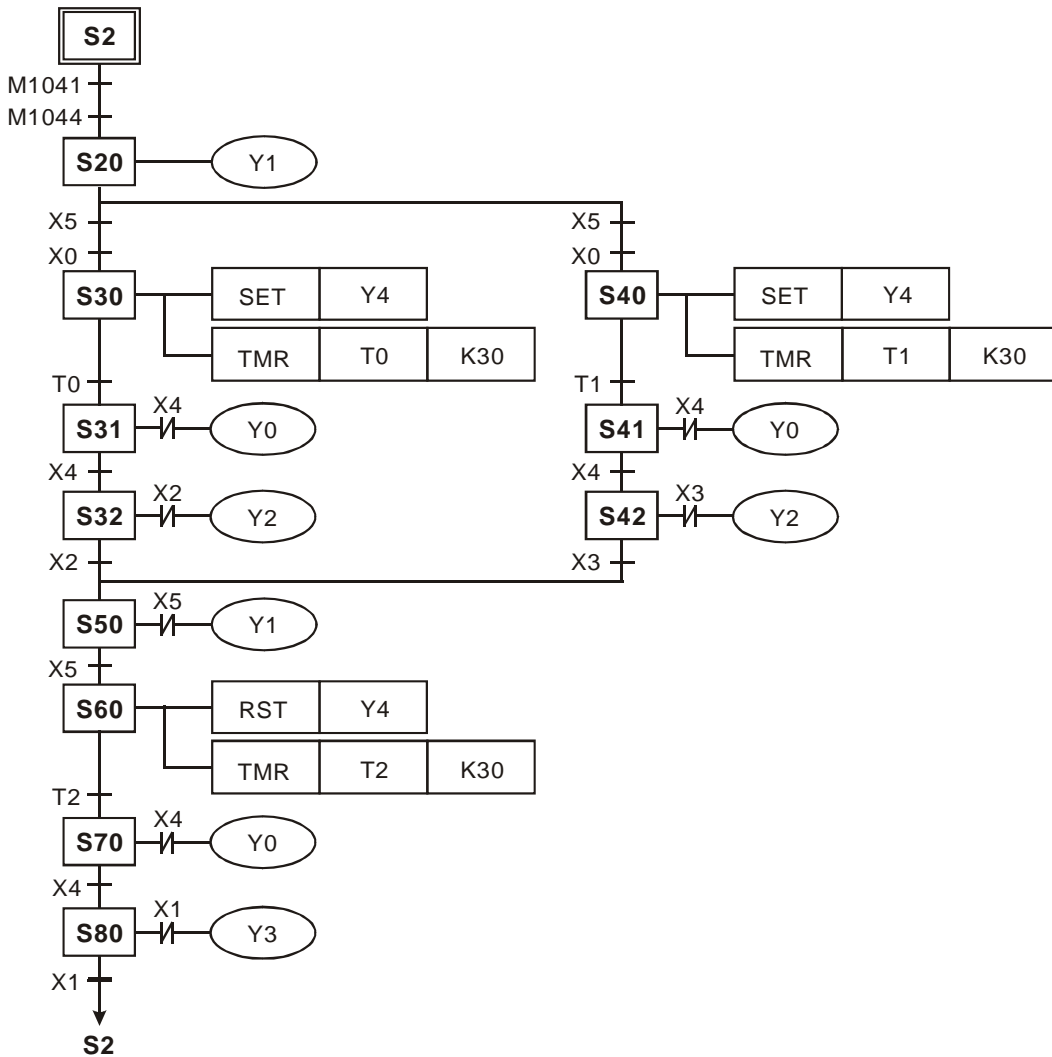 S2
M1041
M1044
S20 Y1
X5 X5
X0 X0
S30 SET Y4 S40 SET Y4
TMR T0 K30 TMR T1 K30
T0 T1
X4 X4
S31 Y0 S41 Y0
X4 X4
X2 X3
S32 Y2 S42 Y2
X2 X3
X5
S50 Y1
X5
S60 RST Y4
TMR T2 K30
T2
X4
S70 Y0
X4
X1
S80 Y3
X1
S2